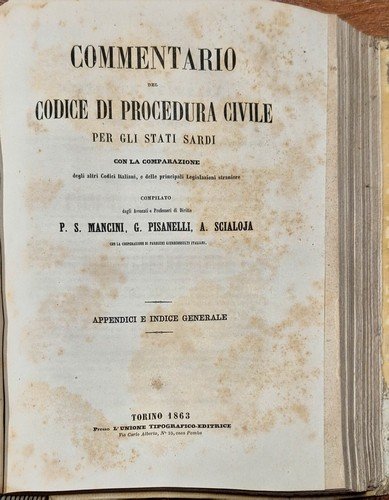 COMMENTARIO
DEL
CODICE DI PROCEDURA CIVILE
PER GLI STATI SARDI
CON LA COMPARAZIONE
degli altri Codici Italiani, e delle principali Legislazioni straniere
COMPILATO
dagli Avvocati e Professori di Diritto
P. S. MANCINI, G. PISANELLI, A. SCIALOJA
CON LA COOPERAZIONE DI PARECCHI GIURECONSULTI ITALIANI.
APPENDICI E INDICE GENERALE
TORINO 1863
Presso L'UNIONE TIPOGRAFICO-EDITRICE
Via Carlo Alberto, N° 33, casa Pomba